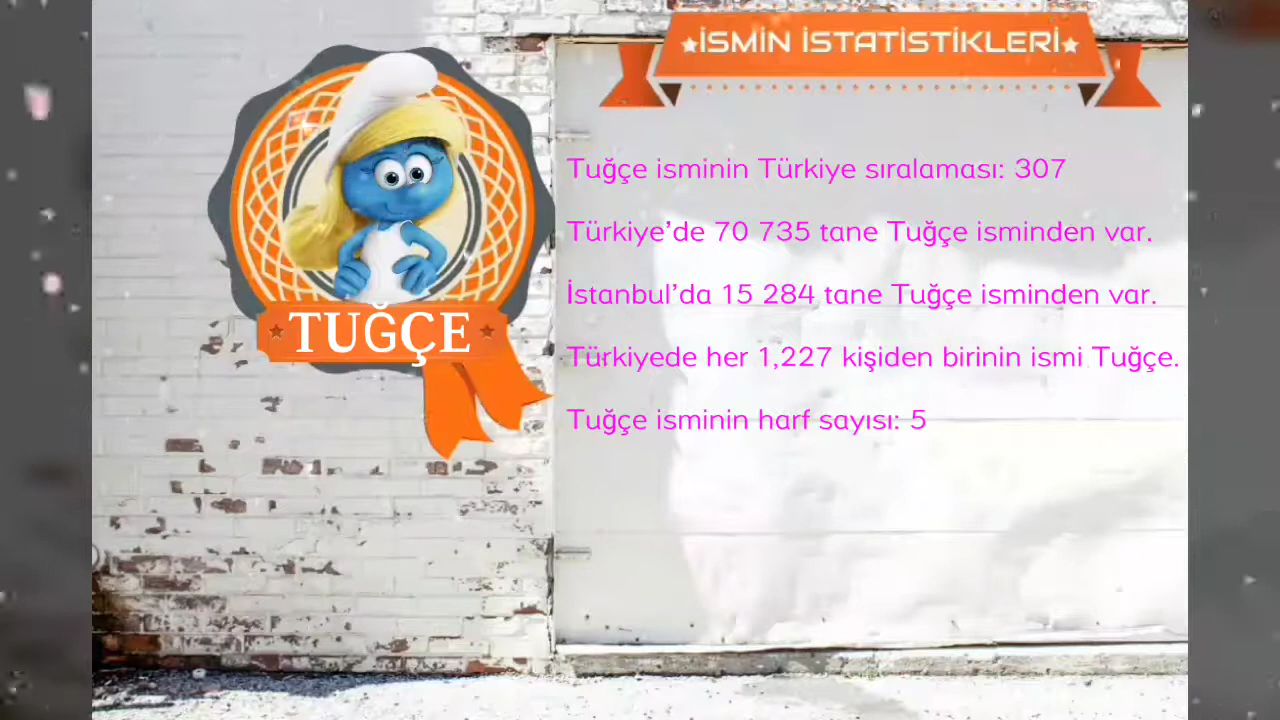 ★İSMİN İSTATİSTİKLERİ★
TUĞÇE
Tuğçe isminin Türkiye sıralaması: 307
Türkiye’de 70 735 tane Tuğçe isminden var.
İstanbul’da 15 284 tane Tuğçe isminden var.
Türkiyede her 1,227 kişiden birinin ismi Tuğçe.
Tuğçe isminin harf sayısı: 5